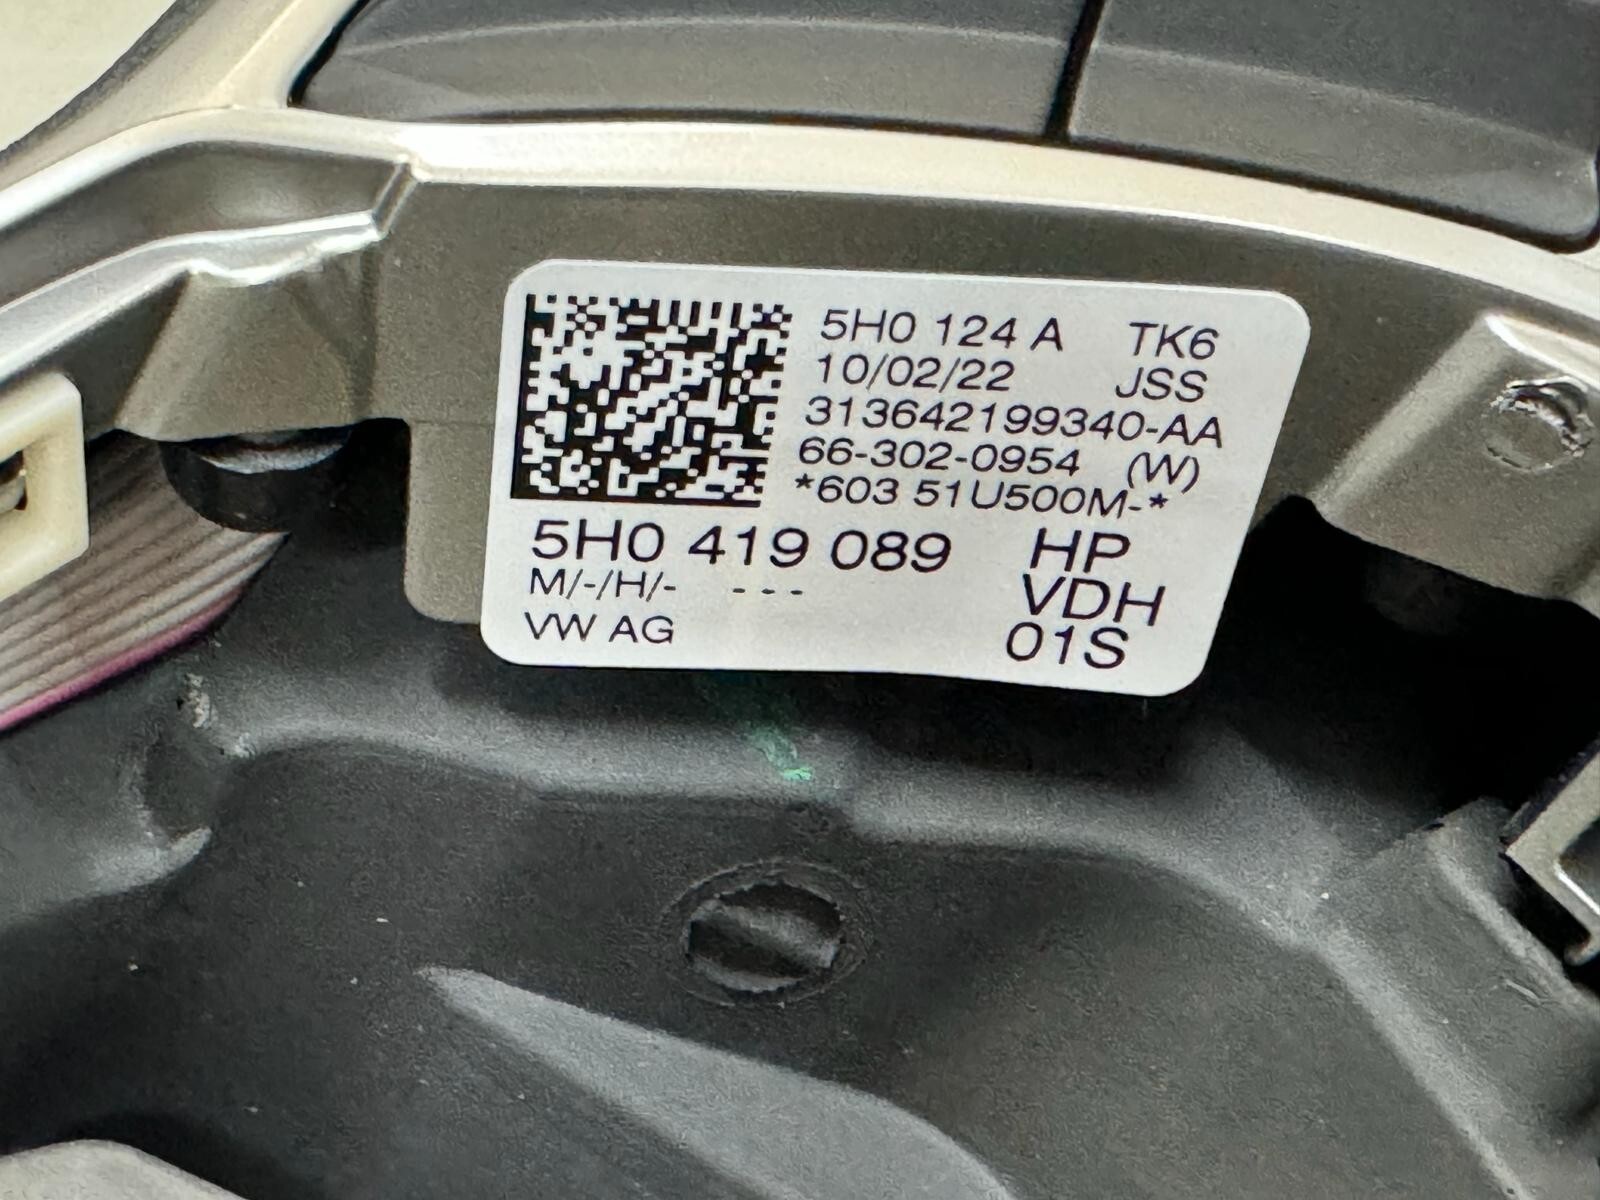 5H0 124 A TK6
10/02/22 JSS
313642199340-AA
66-302-0954 (W)
*603 51U500M-*
5H0 419 089 HP
M/-/H/- --- VDH
VW AG 01S